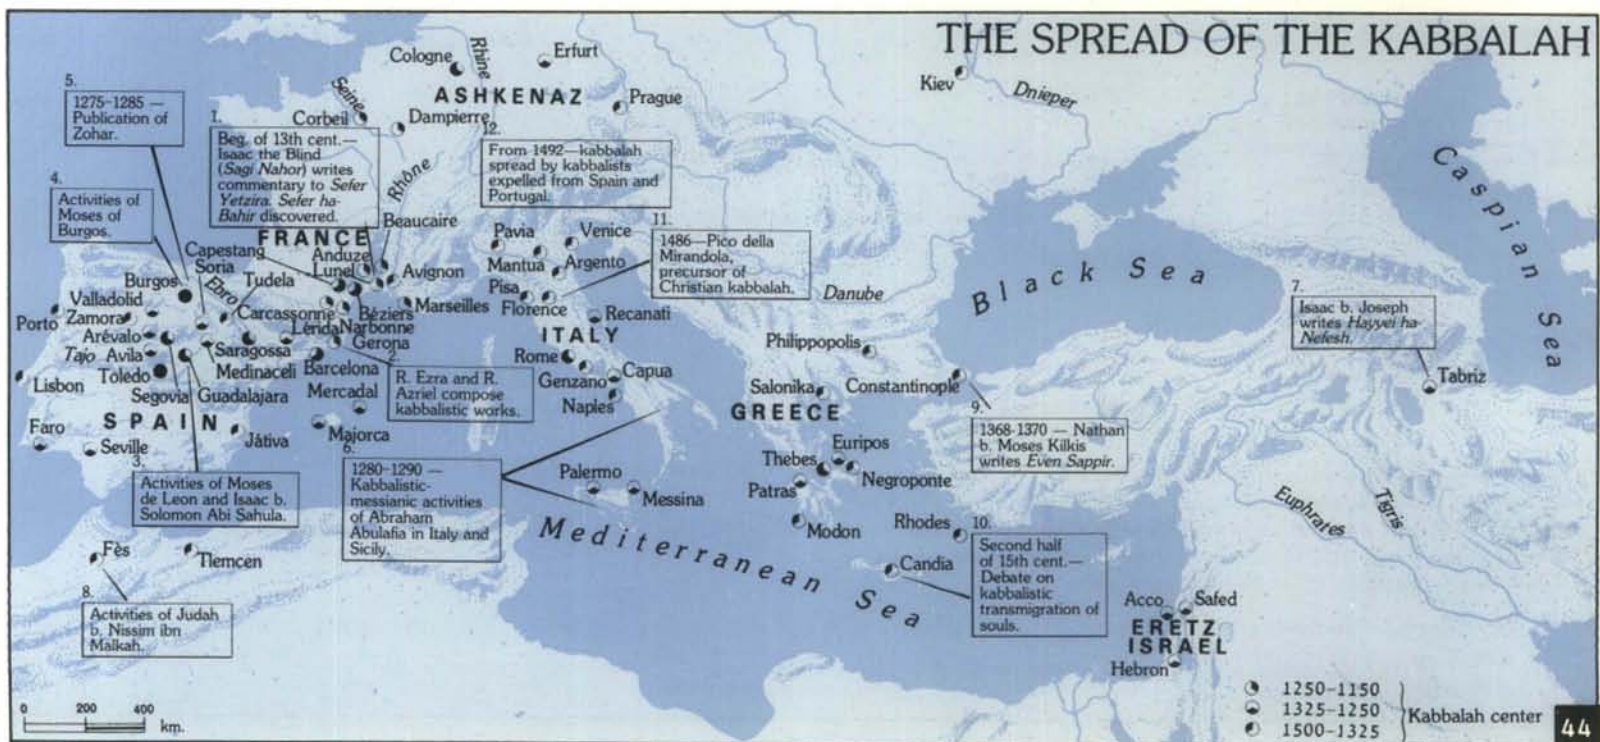 THE SPREAD OF THE KABBALAH
5.
1275-1285 —
Publication of
Zohar.
4.
Activities of
Moses of
Burgos.
1.
Beg. of 13th cent.—
Isaac the Blind
(Sagi Nahor) writes
commentary to Sefer
Yetzira. Sefer ha-
Bahir discovered.
12.
From 1492—kabbalah
spread by kabbalists
expelled from Spain and
Portugal.
11.
1486—Pico della
Mirandola,
precursor of
Christian kabbalah.
7.
Isaac b. Joseph
writes Hayyei ha-
Nefesh.
2.
R. Ezra and R.
Azriel compose
kabbalistic works.
9.
1368-1370 — Nathan
b. Moses Kilkis
writes Even Sappir.
3.
Activities of Moses
de Leon and Isaac b.
Solomon Abi Sahula.
6.
1280-1290 —
Kabbalistic-
messianic activities
of Abraham
Abulafia in Italy and
Sicily.
10.
Second half
of 15th cent.—
Debate on
kabbalistic
transmigration of
souls.
8.
Activities of Judah
b. Nissim ibn
Malkah.
Cologne
Rhine
Erfurt
ASHKENAZ
Prague
Seine
Corbeil
Dampierre
Rhône
Kiev
Dnieper
Caspian Sea
Black Sea
Danube
FRANCE
Beaucaire
Capestang
Anduze
Lunel
Avignon
Soria
Tudela
Ebro
Burgos
Valladolid
Porto
Zamora
Carcassonne
Béziers
Marseilles
Arévalo
Lérida
Narbonne
Gerona
Tajo
Avila
Saragossa
Toledo
Medinaceli
Barcelona
Lisbon
Segovia
Guadalajara
Mercadal
SPAIN
Faro
Seville
Játiva
Majorca
Fès
Tlemcen
Pavia
Venice
Mantua
Argento
Pisa
Florence
Recanati
ITALY
Rome
Genzano
Capua
Naples
Palermo
Messina
Mediterranean Sea
Philippopolis
Salonika
Constantinople
GREECE
Euripos
Thebes
Negroponte
Patras
Modon
Rhodes
Candia
Tabriz
Euphrates
Tgris
Acco
Safed
ERETZ
ISRAEL
Hebron
0 200 400
km.
1250-1150
1325-1250
1500-1325
Kabbalah center
44